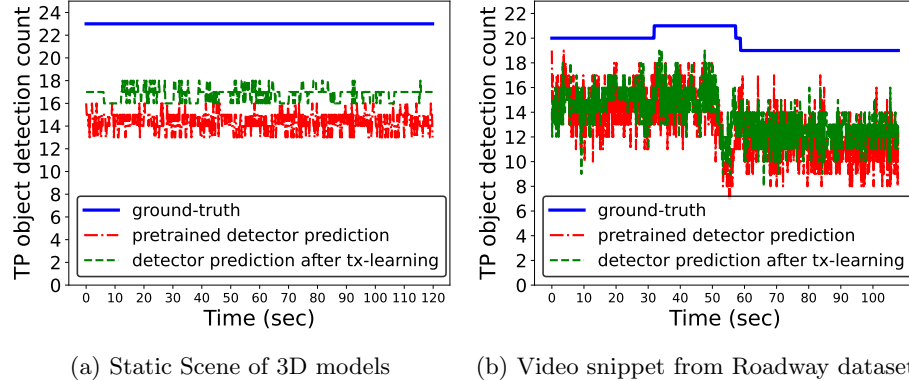 TP object detection count
24
22
20
18
16
14
12
10
8
6
4
2
0
ground-truth
pretrained detector prediction
detector prediction after tx-learning
0 10 20 30 40 50 60 70 80 90 100 110 120
Time (sec)
(a) Static Scene of 3D models
TP object detection count
22
20
18
16
14
12
10
8
6
4
2
0
ground-truth
pretrained detector prediction
detector prediction after tx-learning
0 10 20 30 40 50 60 70 80 90 100
Time (sec)
(b) Video snippet from Roadway dataset